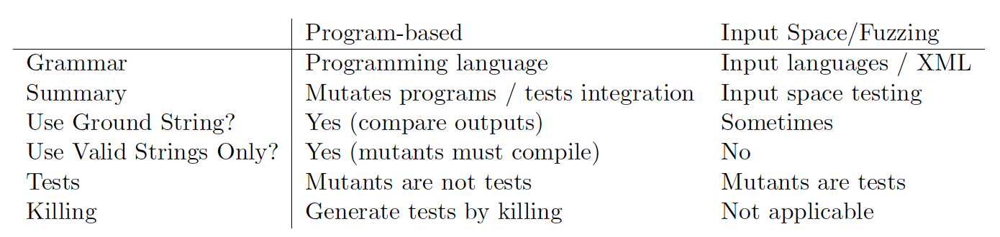 Program-based Input Space/Fuzzing
Grammar Programming language Input languages / XML
Summary Mutates programs / tests integration Input space testing
Use Ground String? Yes (compare outputs) Sometimes
Use Valid Strings Only? Yes (mutants must compile) No
Tests Mutants are not tests Mutants are tests
Killing Generate tests by killing Not applicable